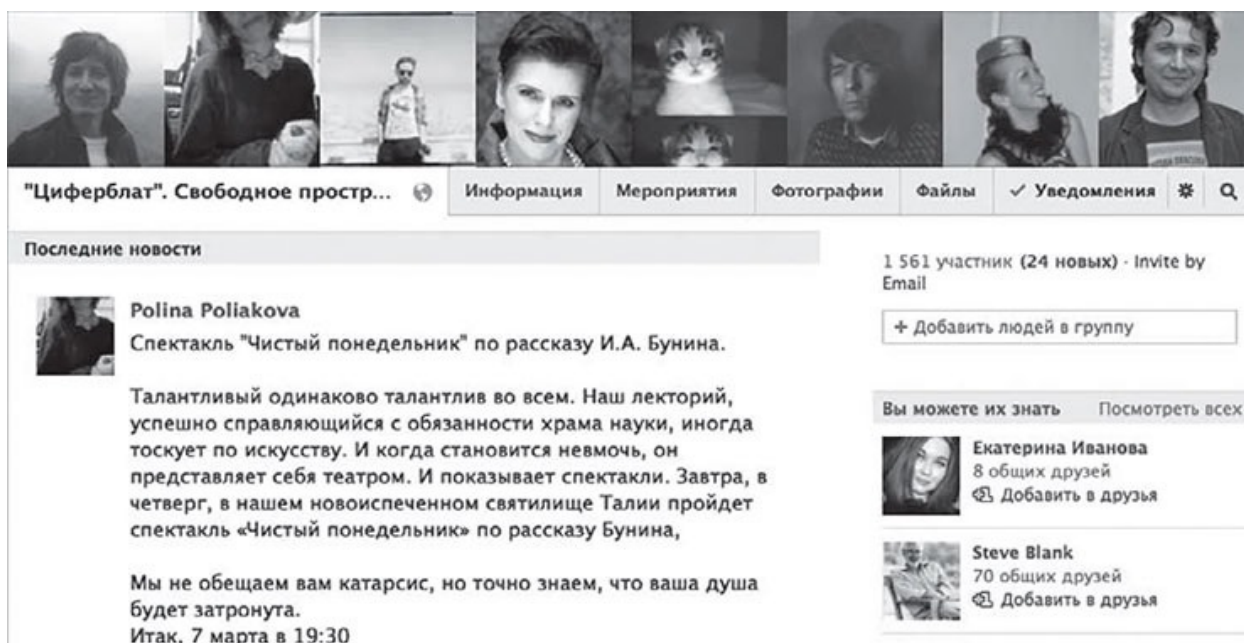 "Циферблат". Свободное простр...
Информация
Мероприятия
Фотографии
Файлы
✓ Уведомления
Последние новости
Polina Poliakova
Спектакль "Чистый понедельник" по рассказу И.А. Бунина.
Талантливый одинаково талантлив во всем. Наш лекторий,
успешно справляющийся с обязанности храма науки, иногда
тоскует по искусству. И когда становится невмочь, он
представляет себя театром. И показывает спектакли. Завтра, в
четверг, в нашем новоиспеченном святилище Талии пройдет
спектакль «Чистый понедельник» по рассказу Бунина,
Мы не обещаем вам катарсис, но точно знаем, что ваша душа
будет затронута.
Итак, 7 марта в 19:30
1 561 участник (24 новых) · Invite by
Email
+ Добавить людей в группу
Вы можете их знать
Посмотреть всех
Екатерина Иванова
8 общих друзей
Добавить в друзья
Steve Blank
70 общих друзей
Добавить в друзья